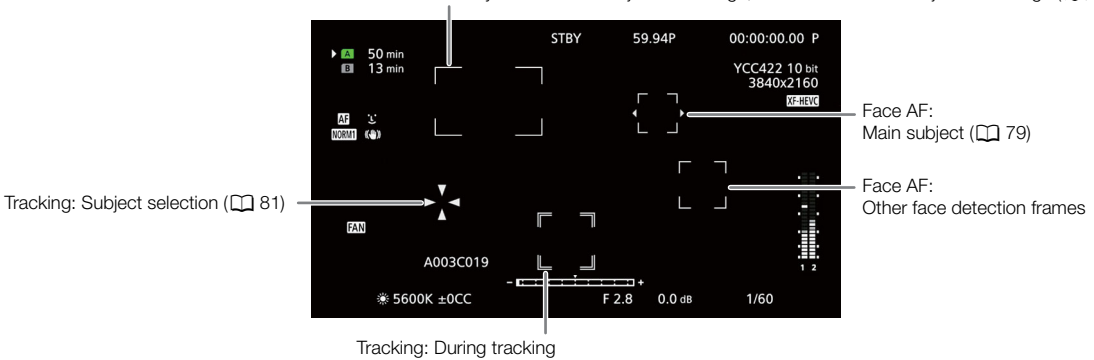 STBY 59.94P 00:00:00.00 P
A 50 min
B 13 min
YCC422 10 bit
3840x2160
XF-HEVC
AF
NORM1
Face AF:
Main subject ( 79)
Face AF:
Other face detection frames
Tracking: Subject selection ( 81)
FAN
A003C019
1 2
- +
5600K ±0CC F 2.8 0.0 dB 1/60
Tracking: During tracking